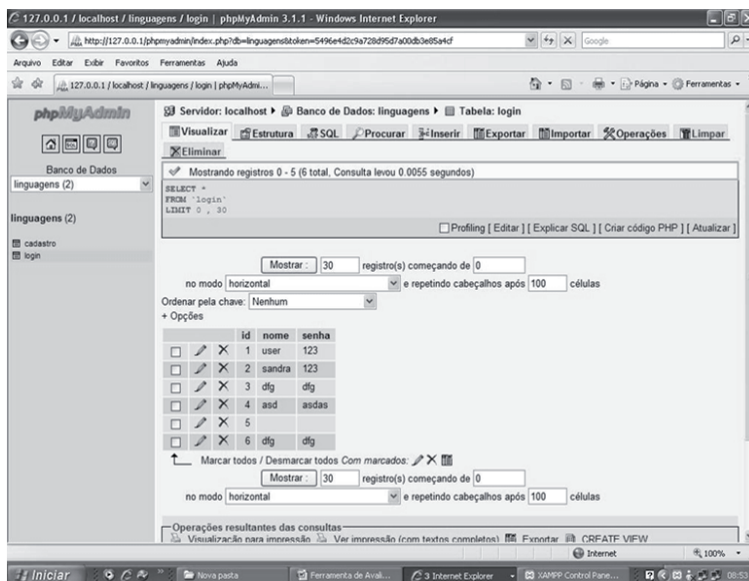 127.0.0.1 / localhost / linguagens / login | phpMyAdmin 3.1.1 - Windows Internet Explorer
http://127.0.0.1/phpmyadmin/index.php?db=linguagens&token=5496e4d2c9a728d95d7a00db3e85a4cf
Google
Arquivo Editar Exibir Favoritos Ferramentas Ajuda
127.0.0.1 / localhost / linguagens / login | phpMyAdmi...
Página
Ferramentas
phpMyAdmin
Servidor: localhost Banco de Dados: linguagens Tabela: login
Visualizar Estrutura SQL Procurar Inserir Exportar Importar Operações Limpar
Eliminar
Banco de Dados
linguagens (2)
linguagens (2)
cadastro
login
Mostrando registros 0 - 5 (6 total, Consulta levou 0.0055 segundos)
SELECT *
FROM `login`
LIMIT 0 , 30
Profiling [ Editar ] [ Explicar SQL ] [ Criar código PHP ] [ Atualizar ]
Mostrar : 30 registro(s) começando de 0
no modo horizontal e repetindo cabeçalhos após 100 células
Ordenar pela chave: Nenhum
+ Opções
id nome senha
1 user 123
2 sandra 123
3 dfg dfg
4 asd asdas
5
6 dfg dfg
Marcar todos / Desmarcar todos Com marcados:
Mostrar : 30 registro(s) começando de 0
no modo horizontal e repetindo cabeçalhos após 100 células
Operações resultantes das consultas
Visualização para impressão Ver impressão (com textos completos) Exportar CREATE VIEW
Internet 100%
Iniciar Nova pasta Ferramenta de Avali... 3 Internet Explorer XAMPP Control Pane...